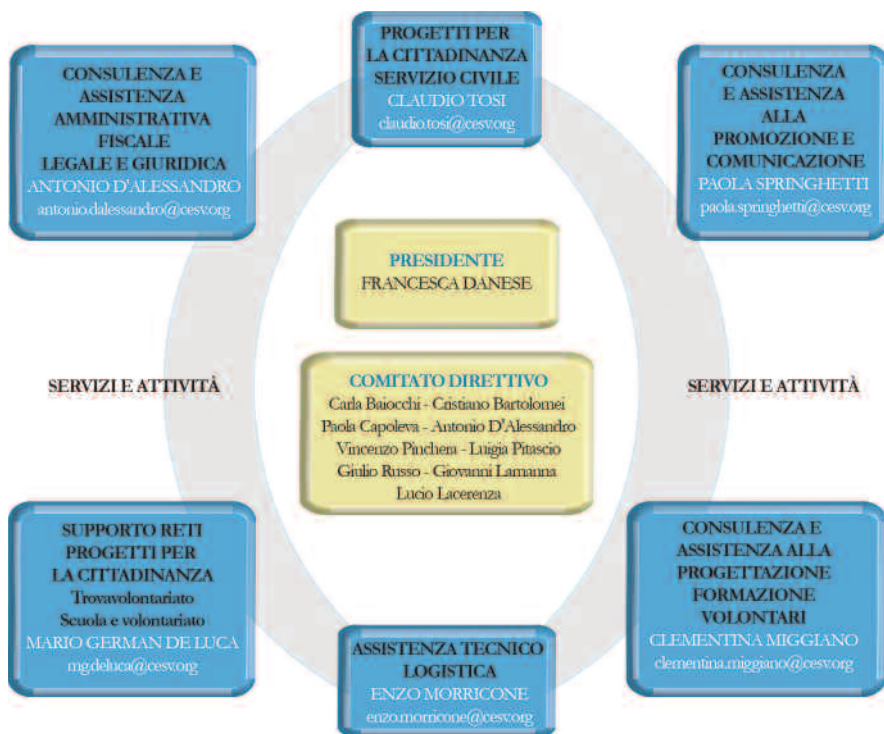 PROGETTI PER
LA CITTADINANZA
SERVIZIO CIVILE
CLAUDIO TOSI
claudio.tosi@cesv.org
CONSULENZA E
ASSISTENZA
AMMINISTRATIVA
FISCALE
LEGALE E GIURIDICA
ANTONIO D'ALESSANDRO
antonio.dalessandro@cesv.org
CONSULENZA
E ASSISTENZA
ALLA
PROMOZIONE E
COMUNICAZIONE
PAOLA SPRINGHETTI
paola.springhetti@cesv.org
PRESIDENTE
FRANCESCA DANESE
SERVIZI E ATTIVITÀ
COMITATO DIRETTIVO
Carla Baiocchi - Cristiano Bartolomei
Paola Capoleva - Antonio D'Alessandro
Vincenzo Pinchera - Luigia Pitascio
Giulio Russo - Giovanni Lamanna
Lucio Lacerenza
SERVIZI E ATTIVITÀ
SUPPORTO RETI
PROGETTI PER
LA CITTADINANZA
Trovavolontariato
Scuola e volontariato
MARIO GERMAN DE LUCA
mg.deluca@cesv.org
CONSULENZA E
ASSISTENZA ALLA
PROGETTAZIONE
FORMAZIONE
VOLONTARI
CLEMENTINA MIGGIANO
clementina.miggiano@cesv.org
ASSISTENZA TECNICO
LOGISTICA
ENZO MORRICONE
enzo.morricone@cesv.org